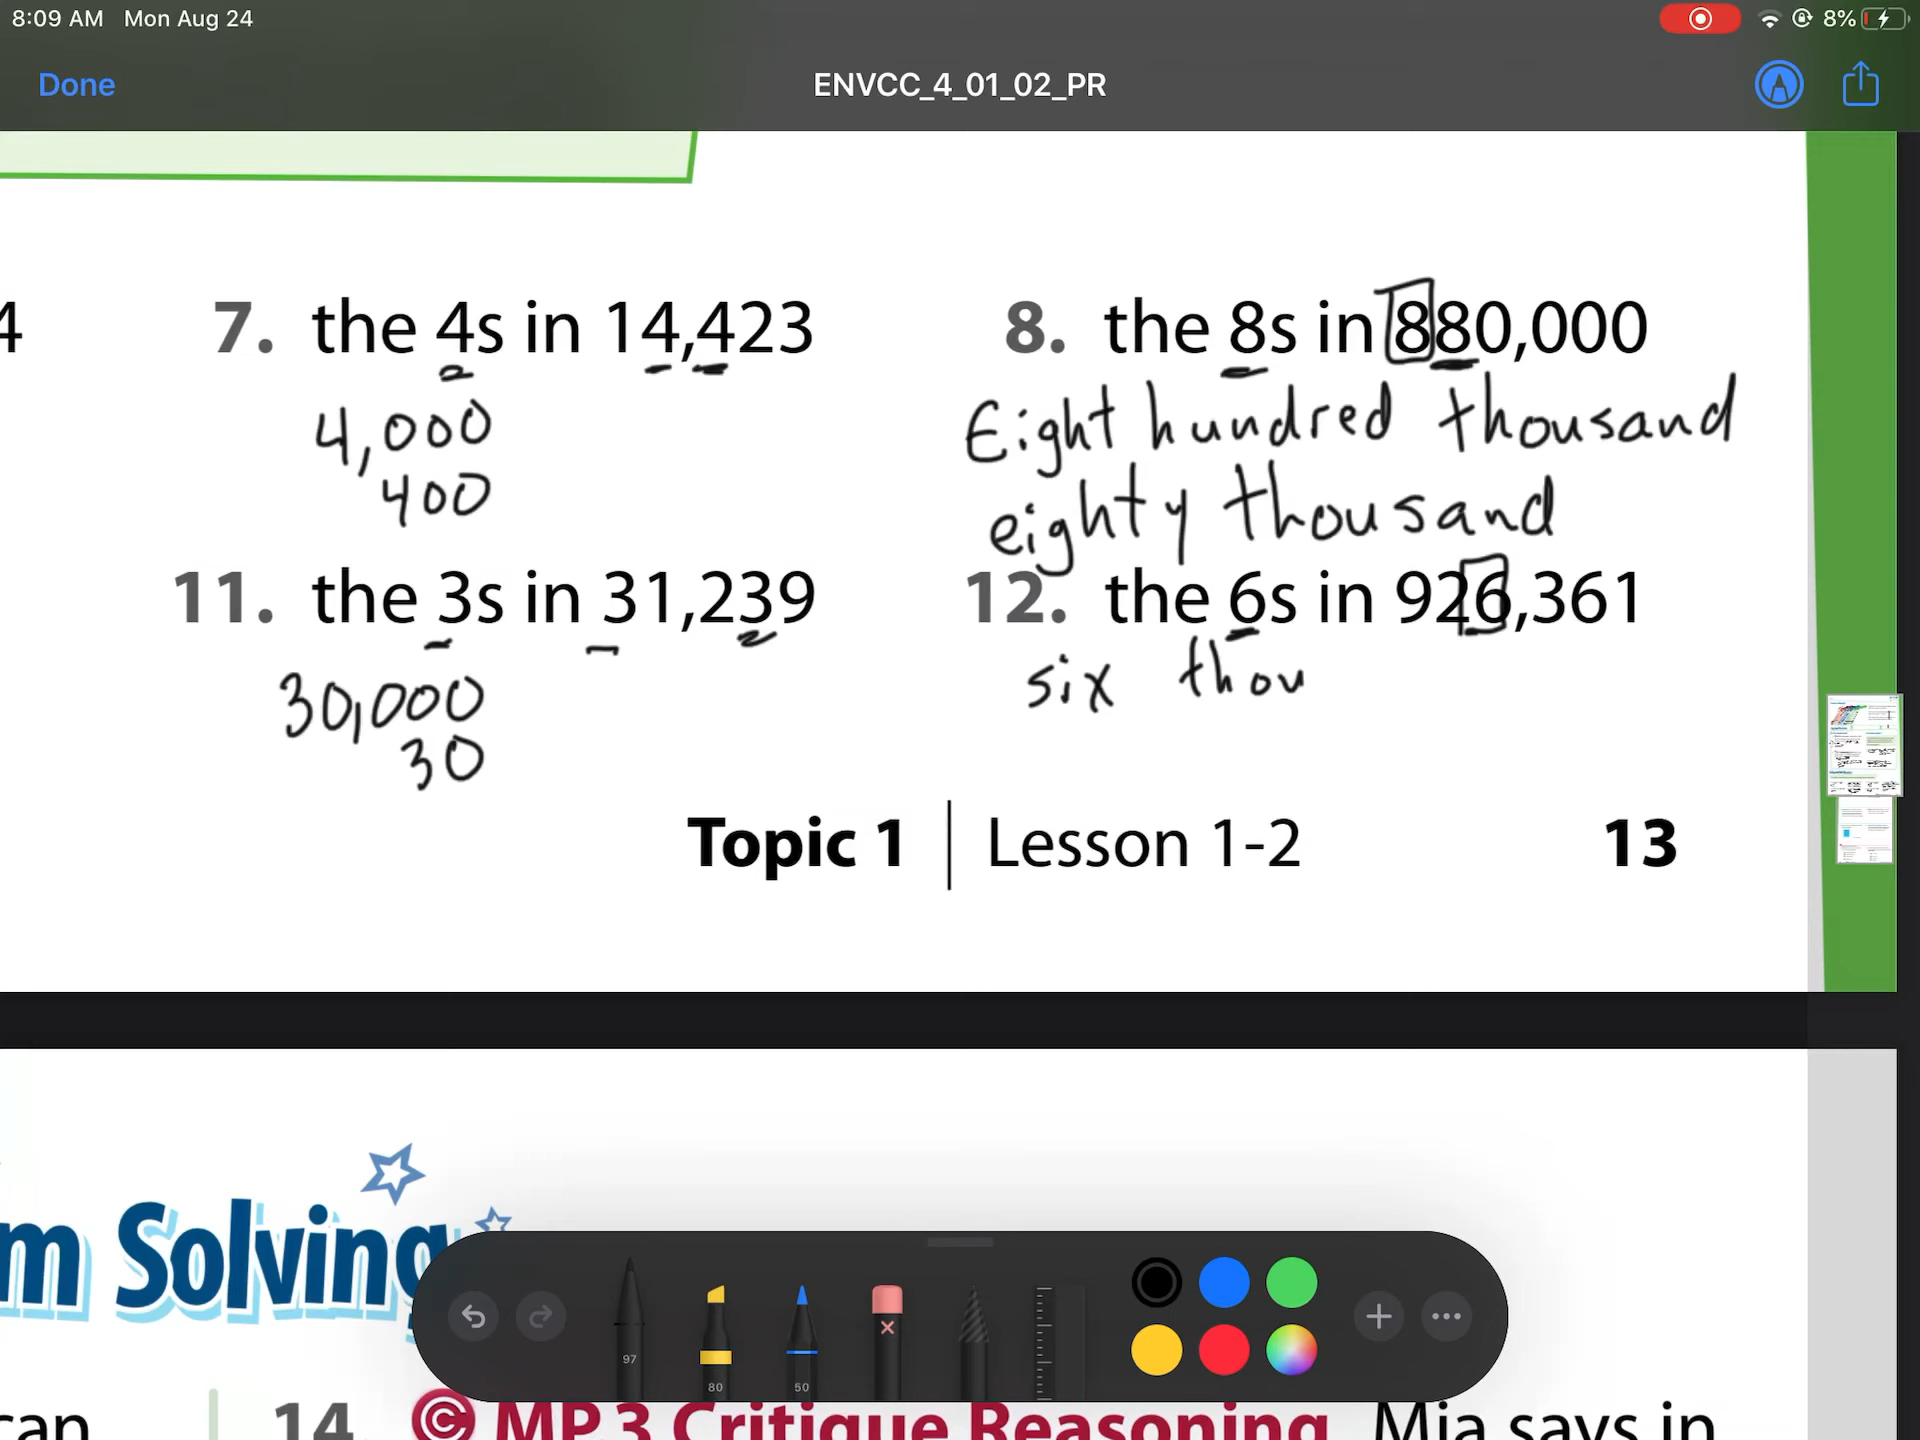 8:09 AM Mon Aug 24
8%
Done
ENVCC_4_01_02_PR
4
7. the 4s in 14,423
4,000
400
8. the 8s in 880,000
Eight hundred thousand
eighty thousand
11. the 3s in 31,239
30,000
30
12. the 6s in 926,361
six thou
Topic 1 | Lesson 1-2 13
m Solving
97
80
50
can
14. © MP.3 Critique Reasoning Mia says in